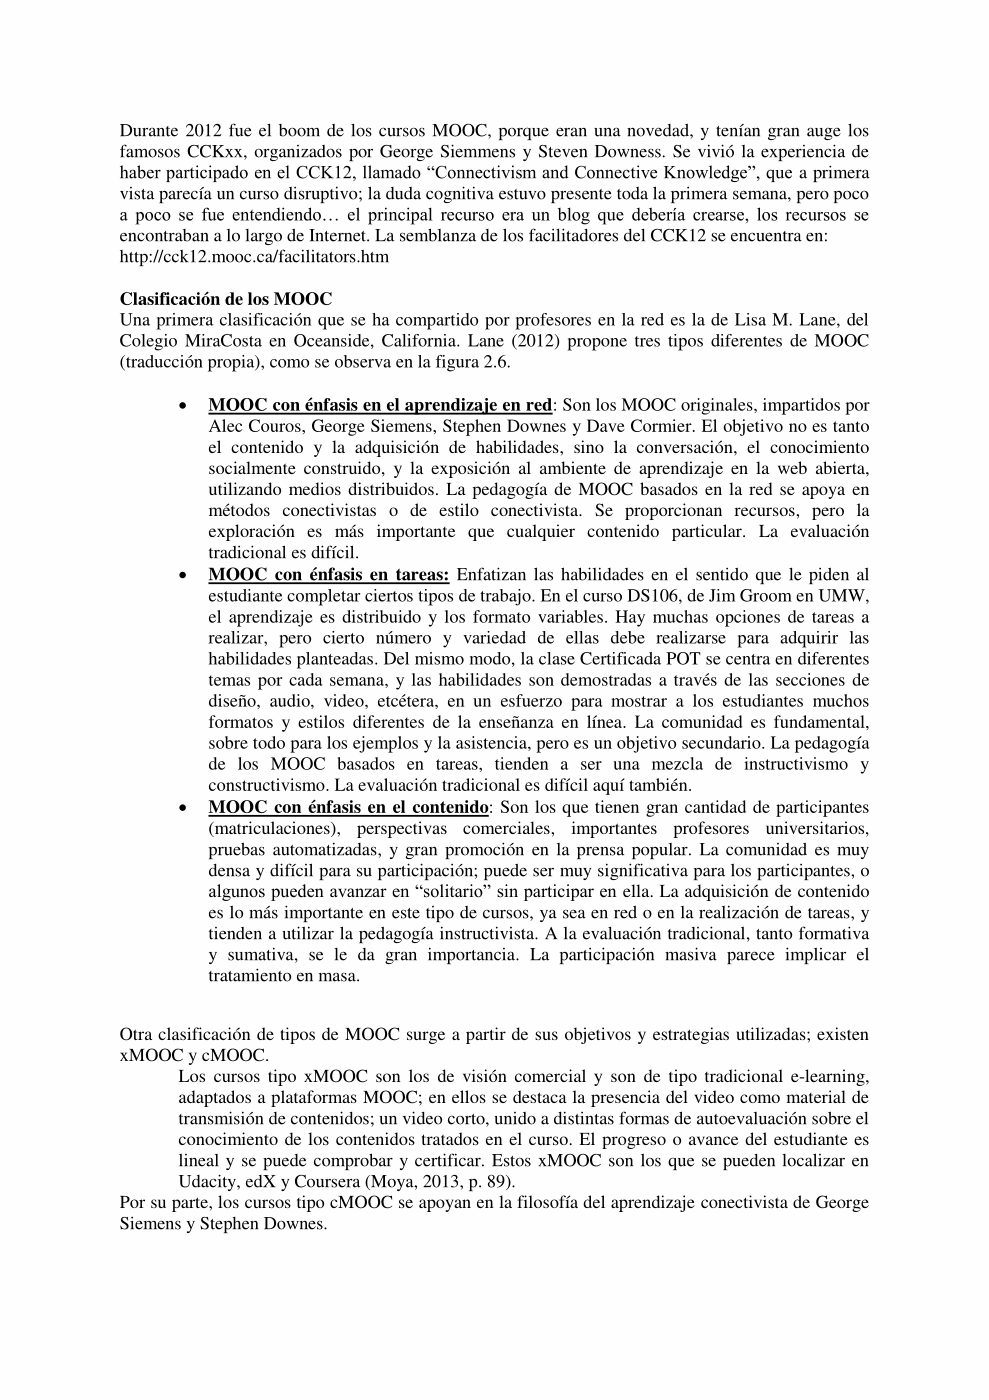 Durante 2012 fue el boom de los cursos MOOC, porque eran una novedad, y tenían gran auge los
famosos CCKxx, organizados por George Siemmens y Steven Downess. Se vivió la experiencia de
haber participado en el CCK12, llamado “Connectivism and Connective Knowledge”, que a primera
vista parecía un curso disruptivo; la duda cognitiva estuvo presente toda la primera semana, pero poco
a poco se fue entendiendo… el principal recurso era un blog que debería crearse, los recursos se
encontraban a lo largo de Internet. La semblanza de los facilitadores del CCK12 se encuentra en:
http://cck12.mooc.ca/facilitators.htm
Clasificación de los MOOC
Una primera clasificación que se ha compartido por profesores en la red es la de Lisa M. Lane, del
Colegio MiraCosta en Oceanside, California. Lane (2012) propone tres tipos diferentes de MOOC
(traducción propia), como se observa en la figura 2.6.
• MOOC con énfasis en el aprendizaje en red: Son los MOOC originales, impartidos por
Alec Couros, George Siemens, Stephen Downes y Dave Cormier. El objetivo no es tanto
el contenido y la adquisición de habilidades, sino la conversación, el conocimiento
socialmente construido, y la exposición al ambiente de aprendizaje en la web abierta,
utilizando medios distribuidos. La pedagogía de MOOC basados en la red se apoya en
métodos conectivistas o de estilo conectivista. Se proporcionan recursos, pero la
exploración es más importante que cualquier contenido particular. La evaluación
tradicional es difícil.
• MOOC con énfasis en tareas: Enfatizan las habilidades en el sentido que le piden al
estudiante completar ciertos tipos de trabajo. En el curso DS106, de Jim Groom en UMW,
el aprendizaje es distribuido y los formato variables. Hay muchas opciones de tareas a
realizar, pero cierto número y variedad de ellas debe realizarse para adquirir las
habilidades planteadas. Del mismo modo, la clase Certificada POT se centra en diferentes
temas por cada semana, y las habilidades son demostradas a través de las secciones de
diseño, audio, video, etcétera, en un esfuerzo para mostrar a los estudiantes muchos
formatos y estilos diferentes de la enseñanza en línea. La comunidad es fundamental,
sobre todo para los ejemplos y la asistencia, pero es un objetivo secundario. La pedagogía
de los MOOC basados en tareas, tienden a ser una mezcla de instructivismo y
constructivismo. La evaluación tradicional es difícil aquí también.
• MOOC con énfasis en el contenido: Son los que tienen gran cantidad de participantes
(matriculaciones), perspectivas comerciales, importantes profesores universitarios,
pruebas automatizadas, y gran promoción en la prensa popular. La comunidad es muy
densa y difícil para su participación; puede ser muy significativa para los participantes, o
algunos pueden avanzar en “solitario” sin participar en ella. La adquisición de contenido
es lo más importante en este tipo de cursos, ya sea en red o en la realización de tareas, y
tienden a utilizar la pedagogía instructivista. A la evaluación tradicional, tanto formativa
y sumativa, se le da gran importancia. La participación masiva parece implicar el
tratamiento en masa.
Otra clasificación de tipos de MOOC surge a partir de sus objetivos y estrategias utilizadas; existen
xMOOC y cMOOC.
Los cursos tipo xMOOC son los de visión comercial y son de tipo tradicional e-learning,
adaptados a plataformas MOOC; en ellos se destaca la presencia del video como material de
transmisión de contenidos; un video corto, unido a distintas formas de autoevaluación sobre el
conocimiento de los contenidos tratados en el curso. El progreso o avance del estudiante es
lineal y se puede comprobar y certificar. Estos xMOOC son los que se pueden localizar en
Udacity, edX y Coursera (Moya, 2013, p. 89).
Por su parte, los cursos tipo cMOOC se apoyan en la filosofía del aprendizaje conectivista de George
Siemens y Stephen Downes.